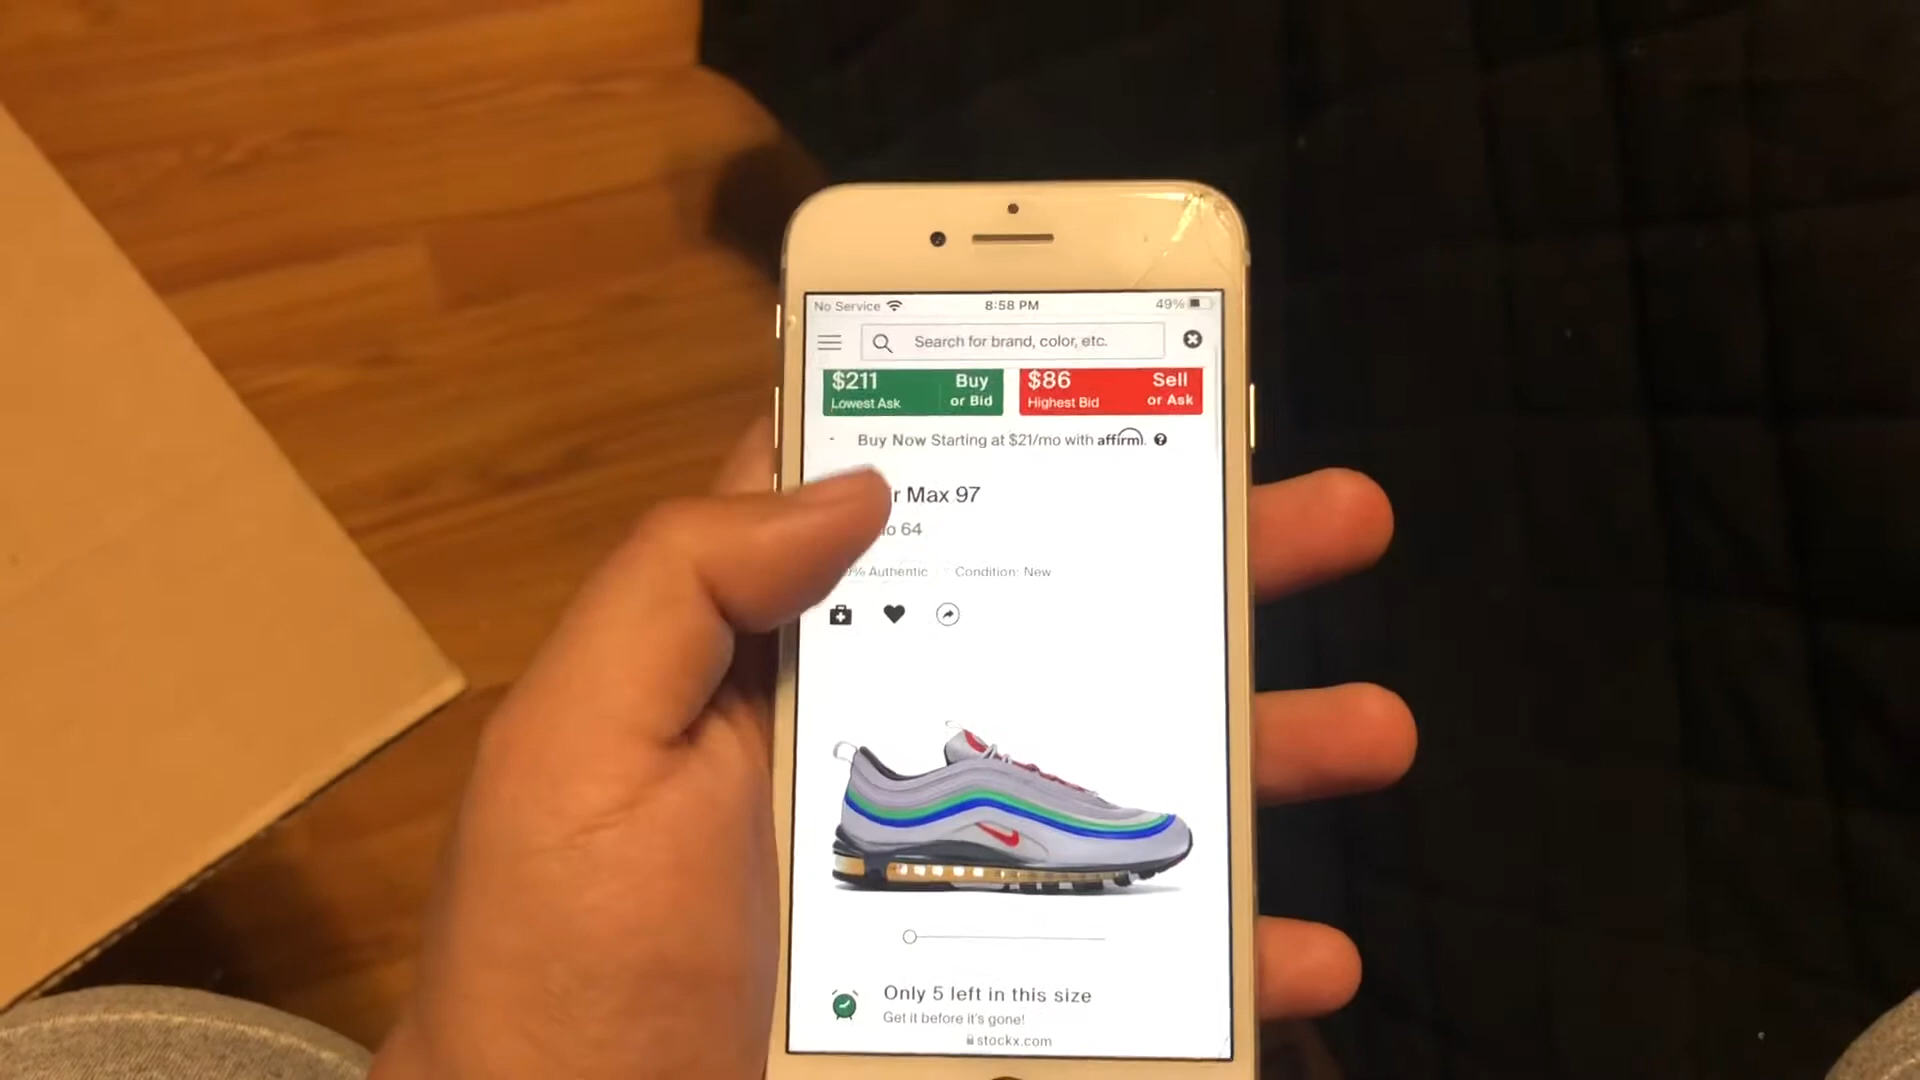 No Service 8:58 PM 49%
Search for brand, color, etc.
$211 Buy $86 Sell
Lowest Ask or Bid Highest Bid or Ask
Buy Now Starting at $21/mo with affirm.
Max 97
64
Authentic Condition: New
Only 5 left in this size
Get it before it's gone!
stockx.com